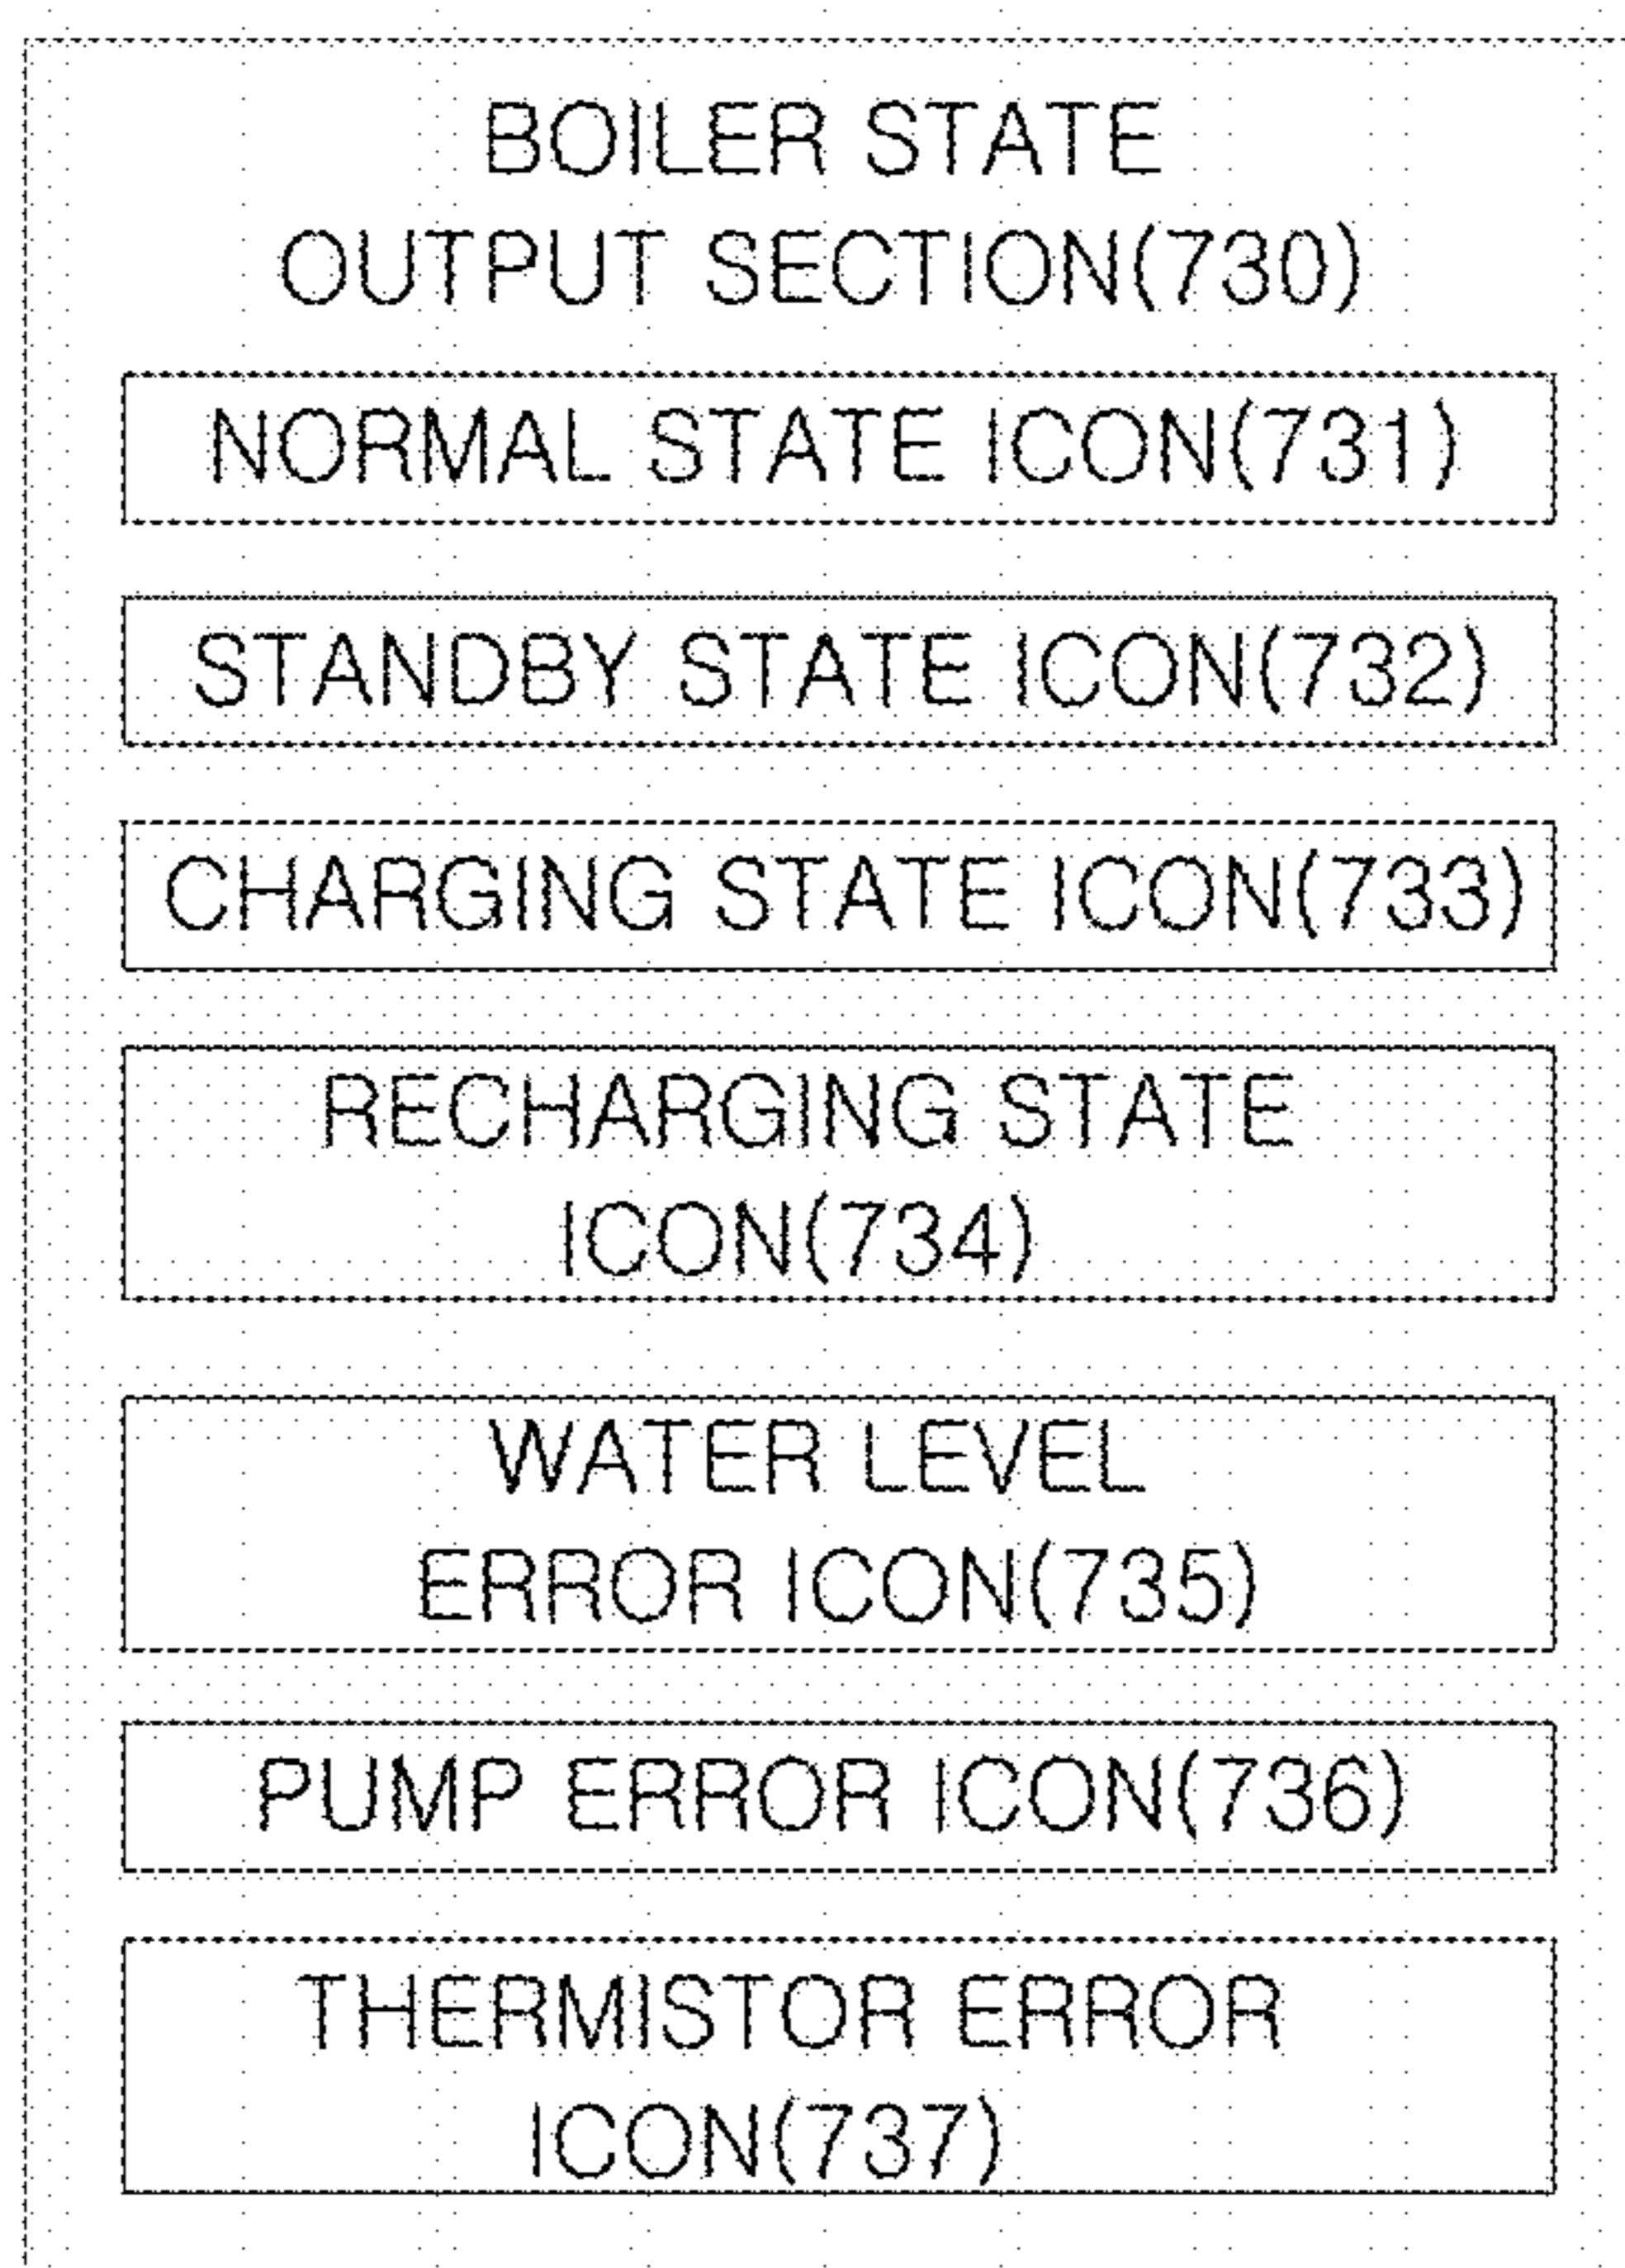 BOILER STATE
OUTPUT SECTION(730)
NORMAL STATE ICON(731)
STANDBY STATE ICON(732)
CHARGING STATE ICON(733)
RECHARGING STATE
ICON(734)
WATER LEVEL
ERROR ICON(735)
PUMP ERROR ICON(736)
THERMISTOR ERROR
ICON(737)